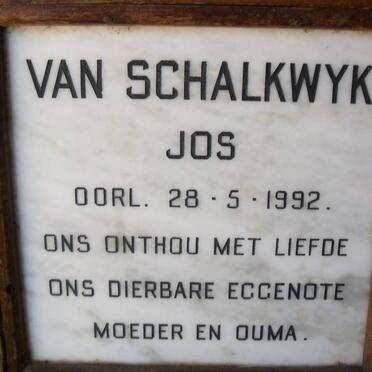 VAN SCHALKWYK
JOS
OORL. 28 · 5 · 1992.
ONS ONTHOU MET LIEFDE
ONS DIERBARE EGGENOTE
MOEDER EN OUMA.